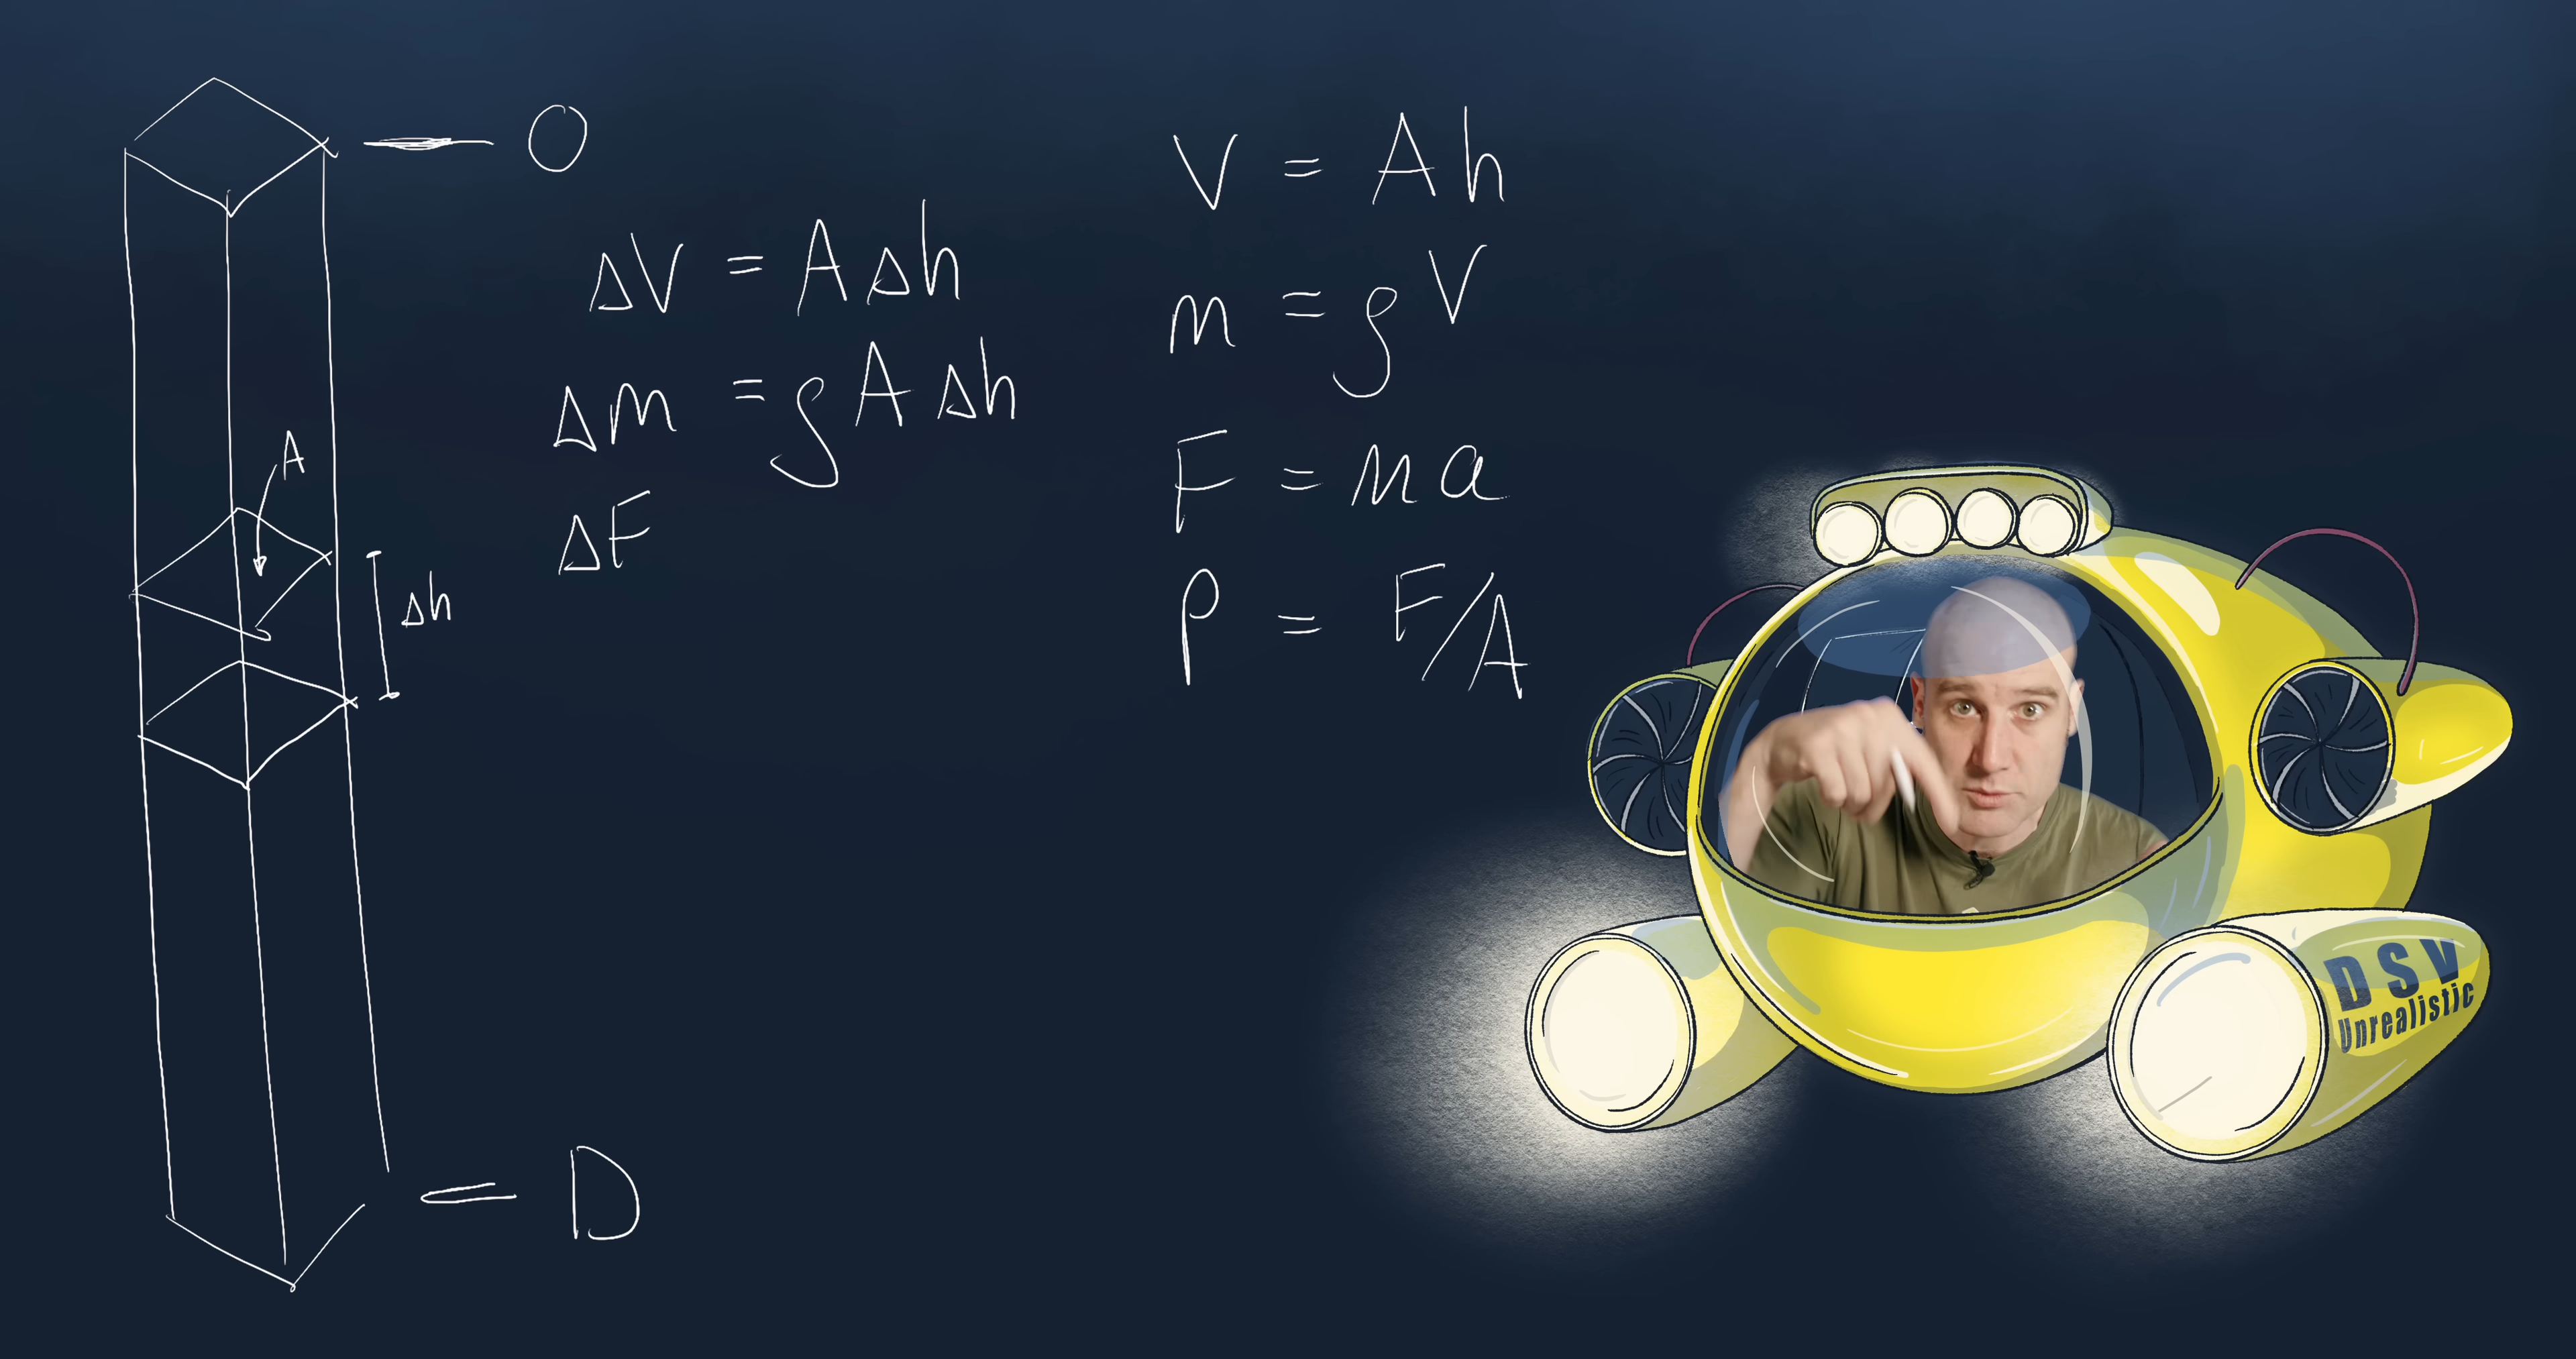 O
ΔV = AΔh
Δm = ρAΔh
ΔF
A
Δh
D
V = Ah
m = ρV
F = ma
P = F/A
DSV
Unrealistic